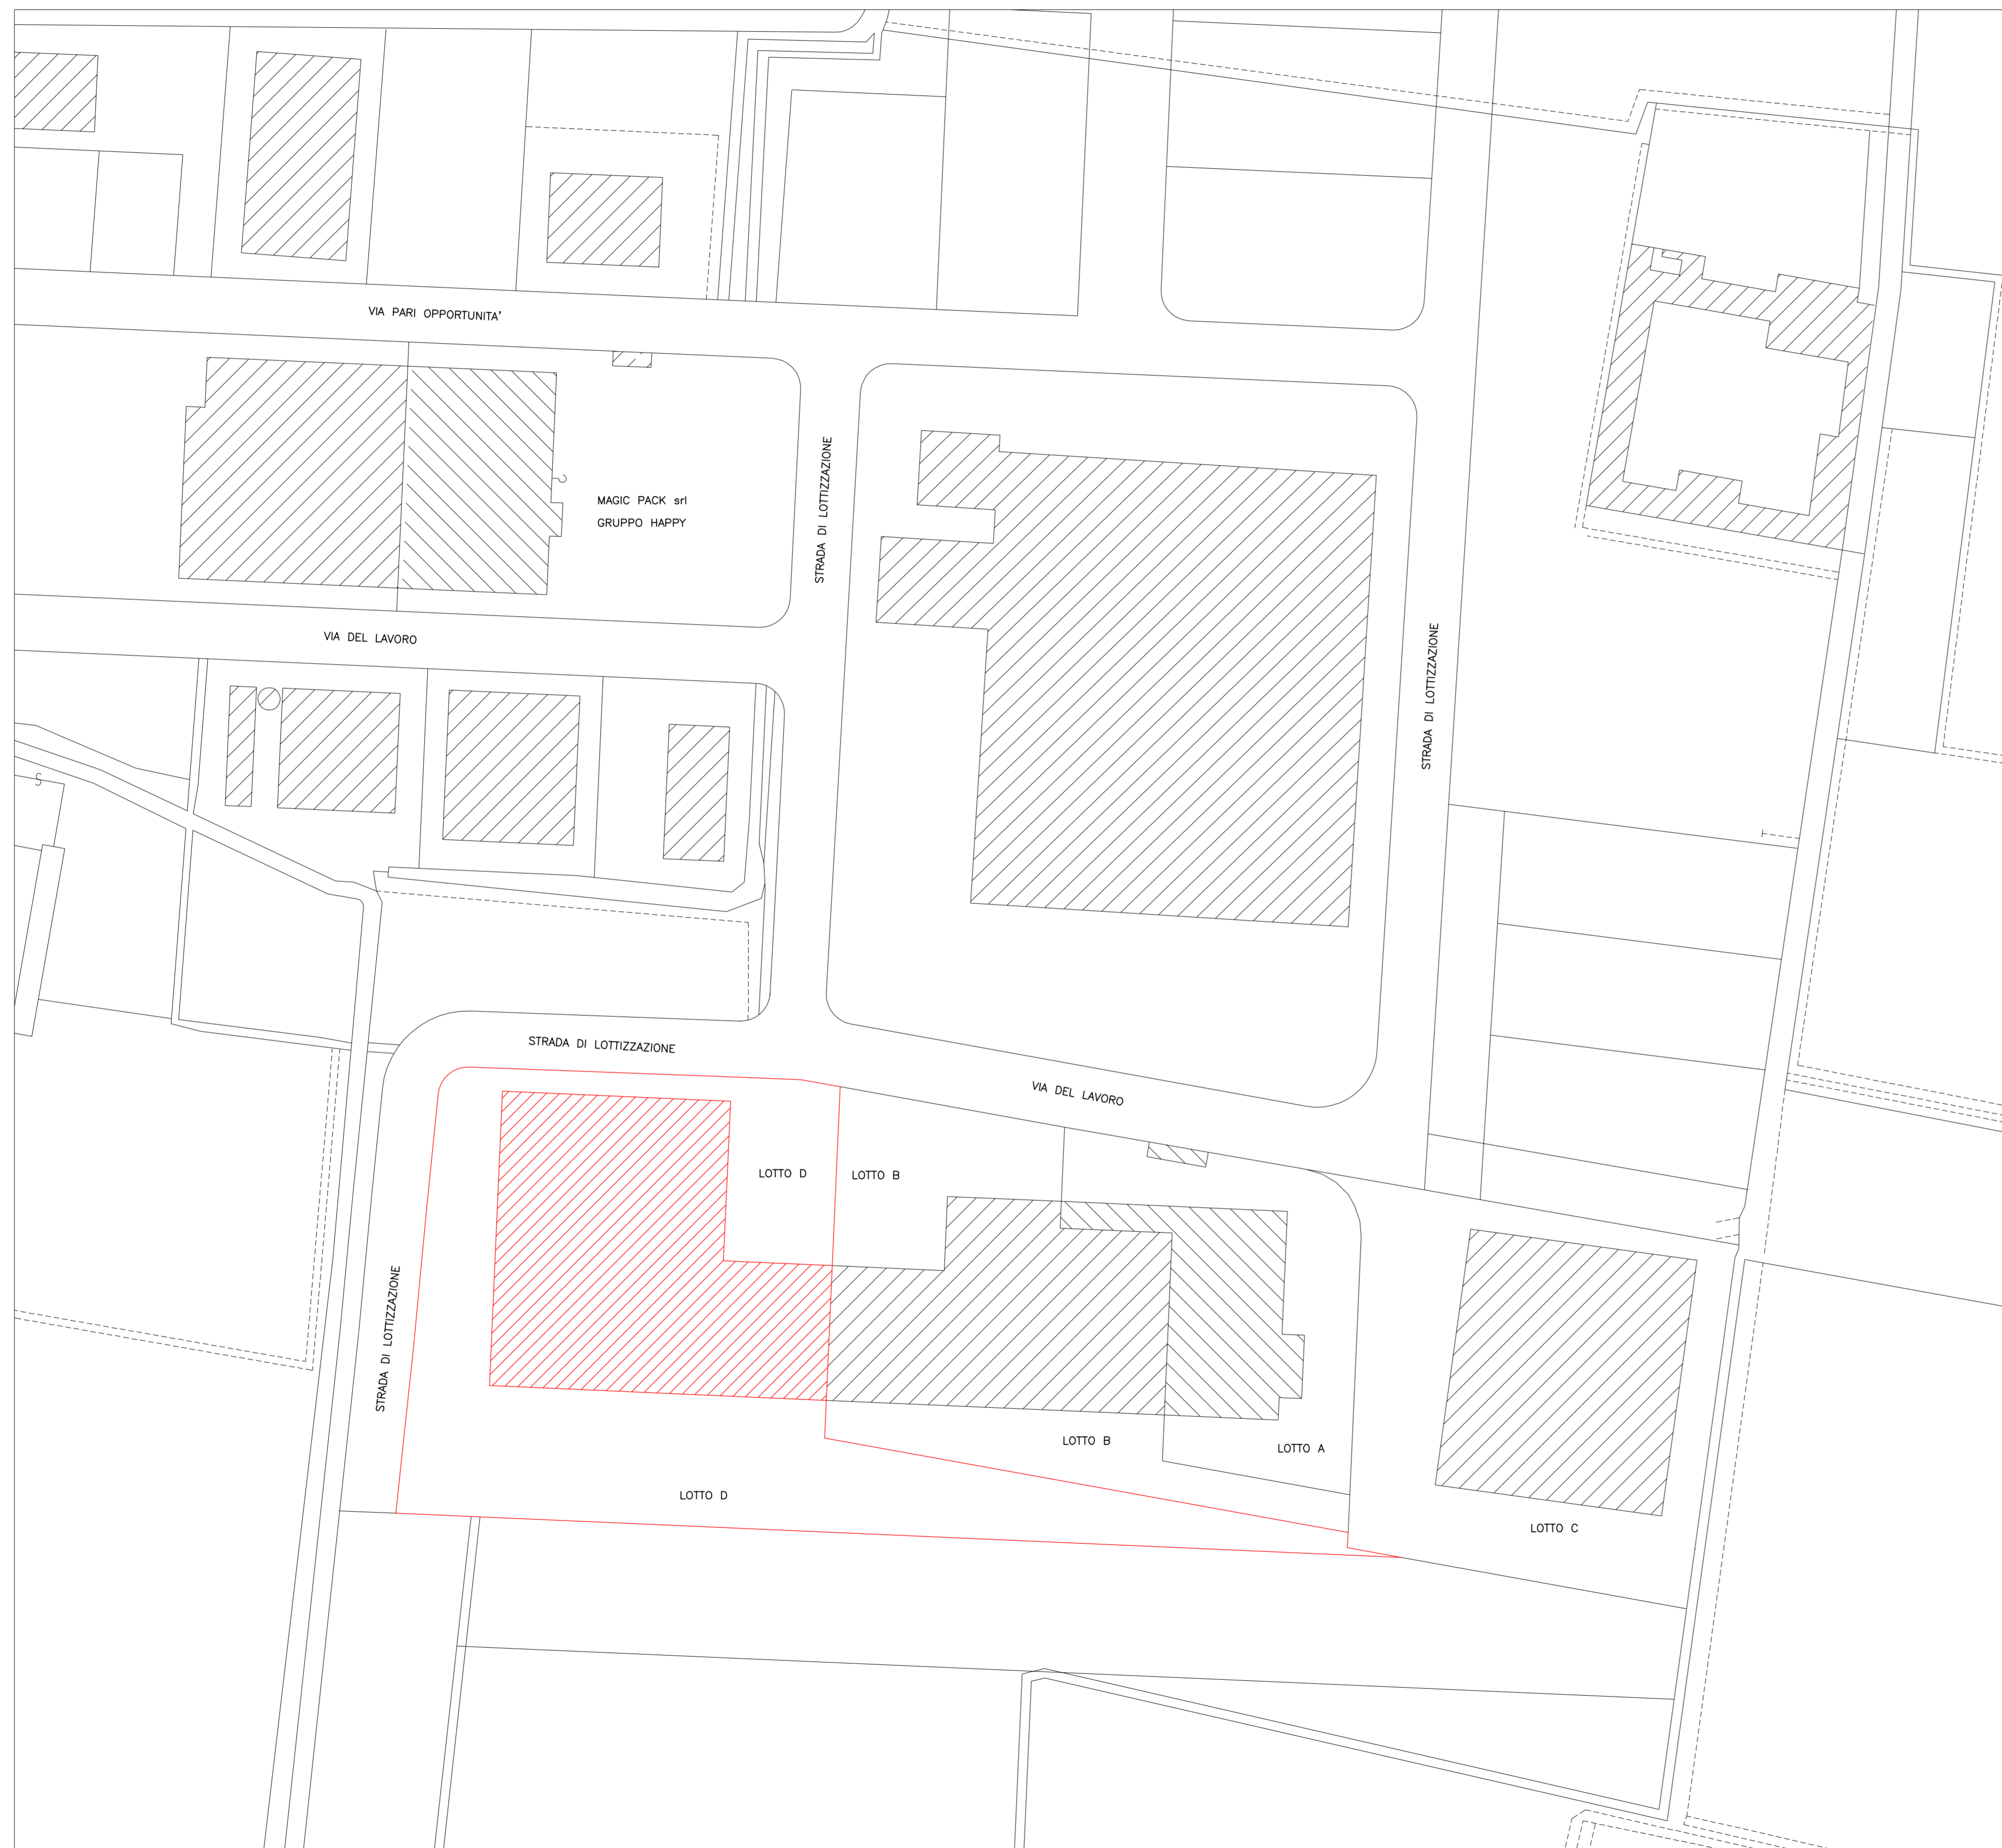 VIA PARI OPPORTUNITA'
MAGIC PACK srl
GRUPPO HAPPY
STRADA DI LOTTIZZAZIONE
VIA DEL LAVORO
STRADA DI LOTTIZZAZIONE
STRADA DI LOTTIZZAZIONE
VIA DEL LAVORO
LOTTO D
LOTTO B
STRADA DI LOTTIZZAZIONE
LOTTO B
LOTTO A
LOTTO D
LOTTO C